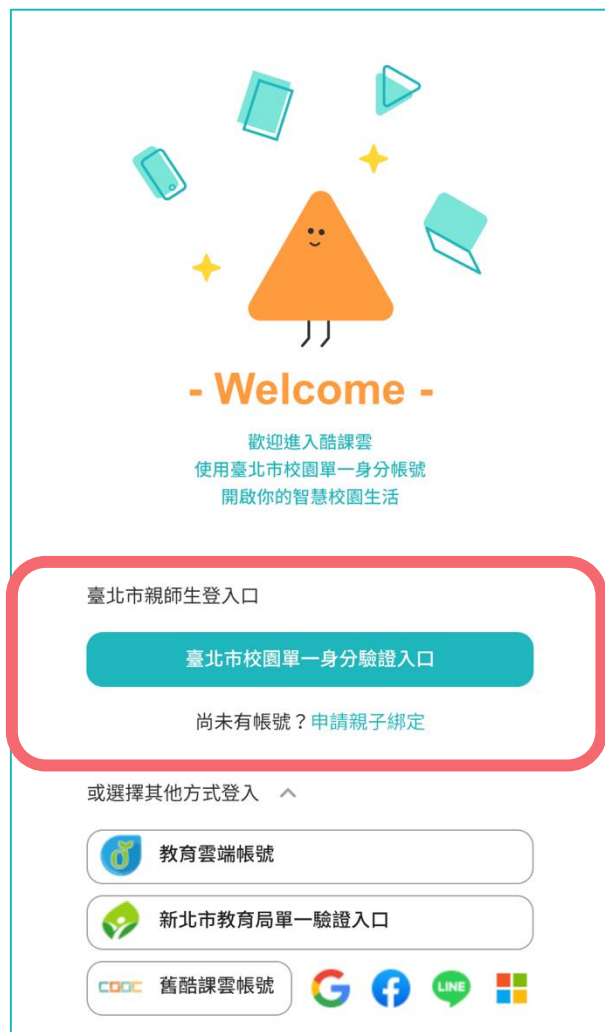 - Welcome -
歡迎進入酷課雲
使用臺北市校園單一身分帳號
開啟你的智慧校園生活
臺北市親師生登入口
臺北市校園單一身分驗證入口
尚未有帳號？申請親子綁定
或選擇其他方式登入
教育雲端帳號
新北市教育局單一驗證入口
COOC 舊酷課雲帳號 LINE